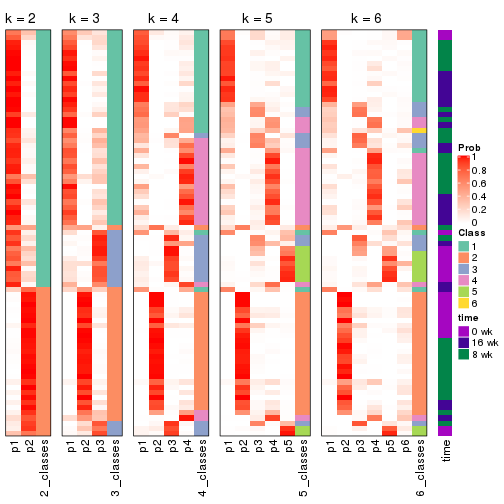 k = 2
k = 3
k = 4
k = 5
k = 6
p1
p2
2_classes
p1
p2
p3
3_classes
p1
p2
p3
p4
4_classes
p1
p2
p3
p4
p5
5_classes
p1
p2
p3
p4
p5
p6
6_classes
time
Prob
1
0.8
0.6
0.4
0.2
0
Class
1
2
3
4
5
6
time
0 wk
16 wk
8 wk